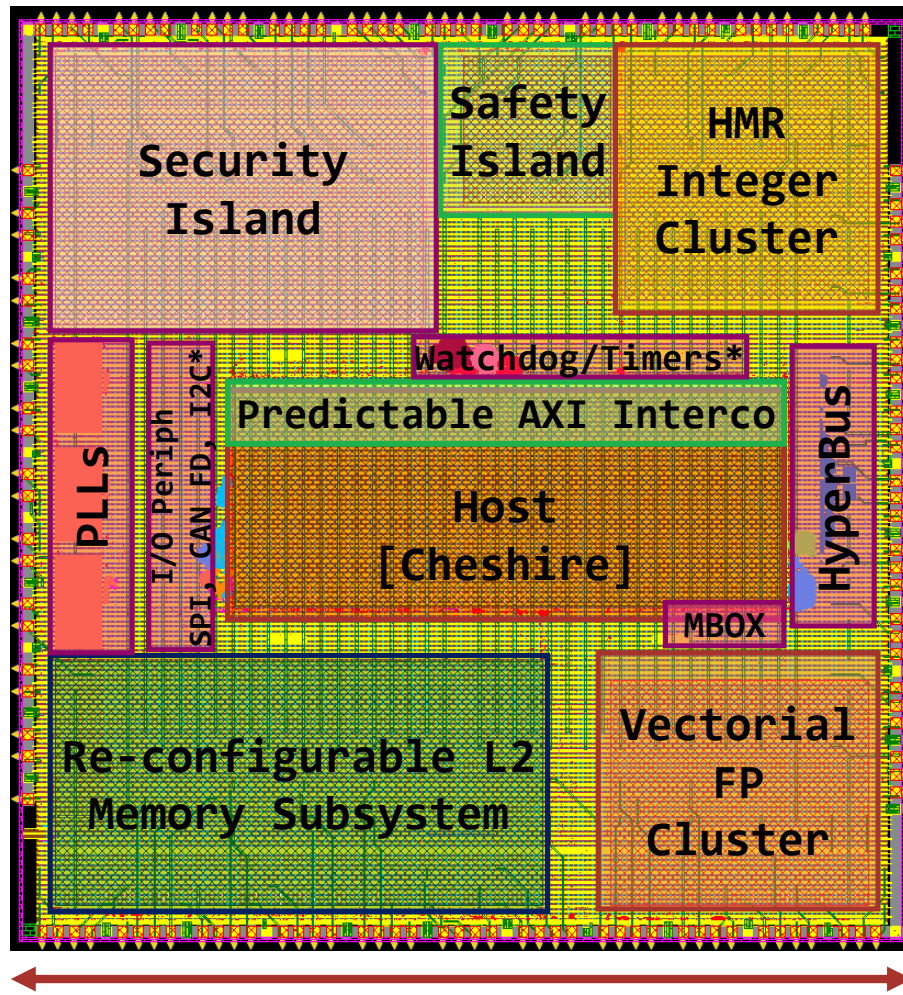 Security
Island
Safety
Island
HMR
Integer
Cluster
Watchdog/Timers*
Predictable AXI Interco
PLLs
I/O Periph
SPI, CAN FD, I2C*
Host
[Cheshire]
HyperBus
MBOX
Re-configurable L2
Memory Subsystem
Vectorial
FP
Cluster